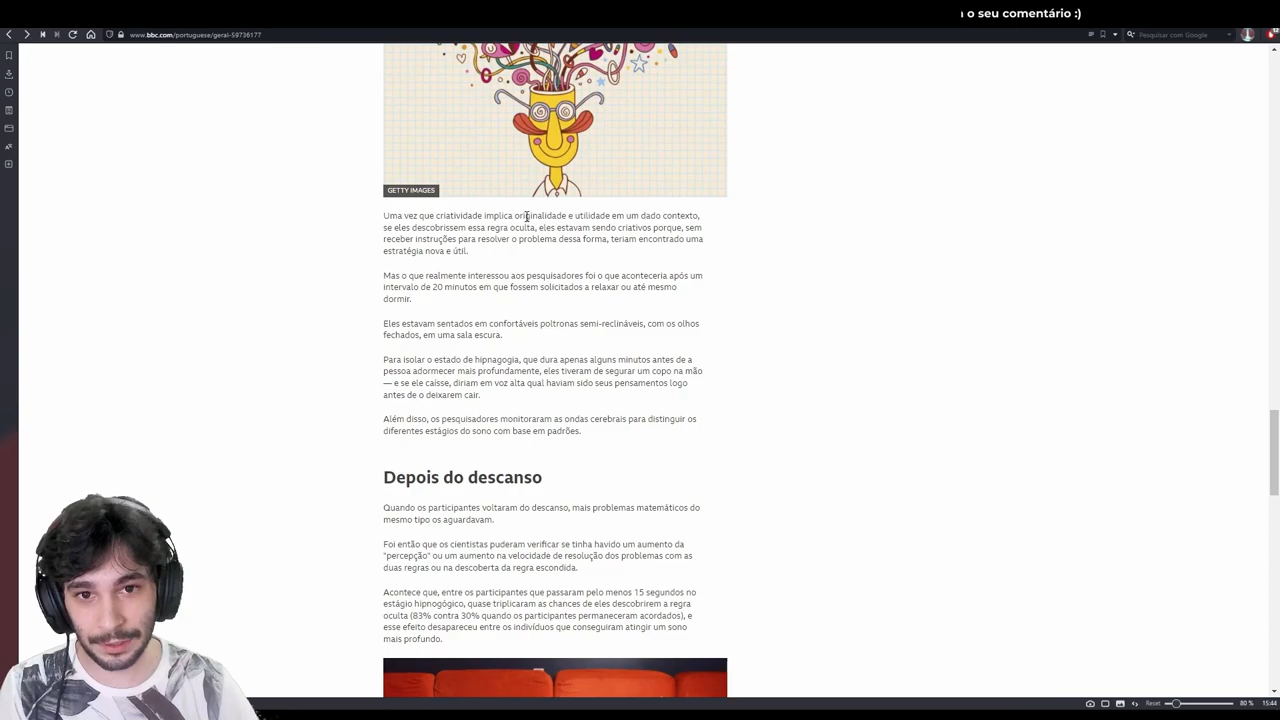 o seu comentário :)
www.bbc.com/portuguese/geral-59736177
Pesquisar com Google
GETTY IMAGES
Uma vez que criatividade implica originalidade e utilidade em um dado contexto,
se eles descobrissem essa regra oculta, eles estavam sendo criativos porque, sem
receber instruções para resolver o problema dessa forma, teriam encontrado uma
estratégia nova e útil.
Mas o que realmente interessou aos pesquisadores foi o que aconteceria após um
intervalo de 20 minutos em que fossem solicitados a relaxar ou até mesmo
dormir.
Eles estavam sentados em confortáveis poltronas semi-reclináveis, com os olhos
fechados, em uma sala escura.
Para isolar o estado de hipnagogia, que dura apenas alguns minutos antes de a
pessoa adormecer mais profundamente, eles tiveram de segurar um copo na mão
— e se ele caísse, diriam em voz alta qual haviam sido seus pensamentos logo
antes de o deixarem cair.
Além disso, os pesquisadores monitoraram as ondas cerebrais para distinguir os
diferentes estágios do sono com base em padrões.
Depois do descanso
Quando os participantes voltaram do descanso, mais problemas matemáticos do
mesmo tipo os aguardavam.
Foi então que os cientistas puderam verificar se tinha havido um aumento da
"percepção" ou um aumento na velocidade de resolução dos problemas com as
duas regras ou na descoberta da regra escondida.
Acontece que, entre os participantes que passaram pelo menos 15 segundos no
estágio hipnogógico, quase triplicaram as chances de eles descobrirem a regra
oculta (83% contra 30% quando os participantes permaneceram acordados), e
esse efeito desapareceu entre os indivíduos que conseguiram atingir um sono
mais profundo.
Reset 80 % 15:44